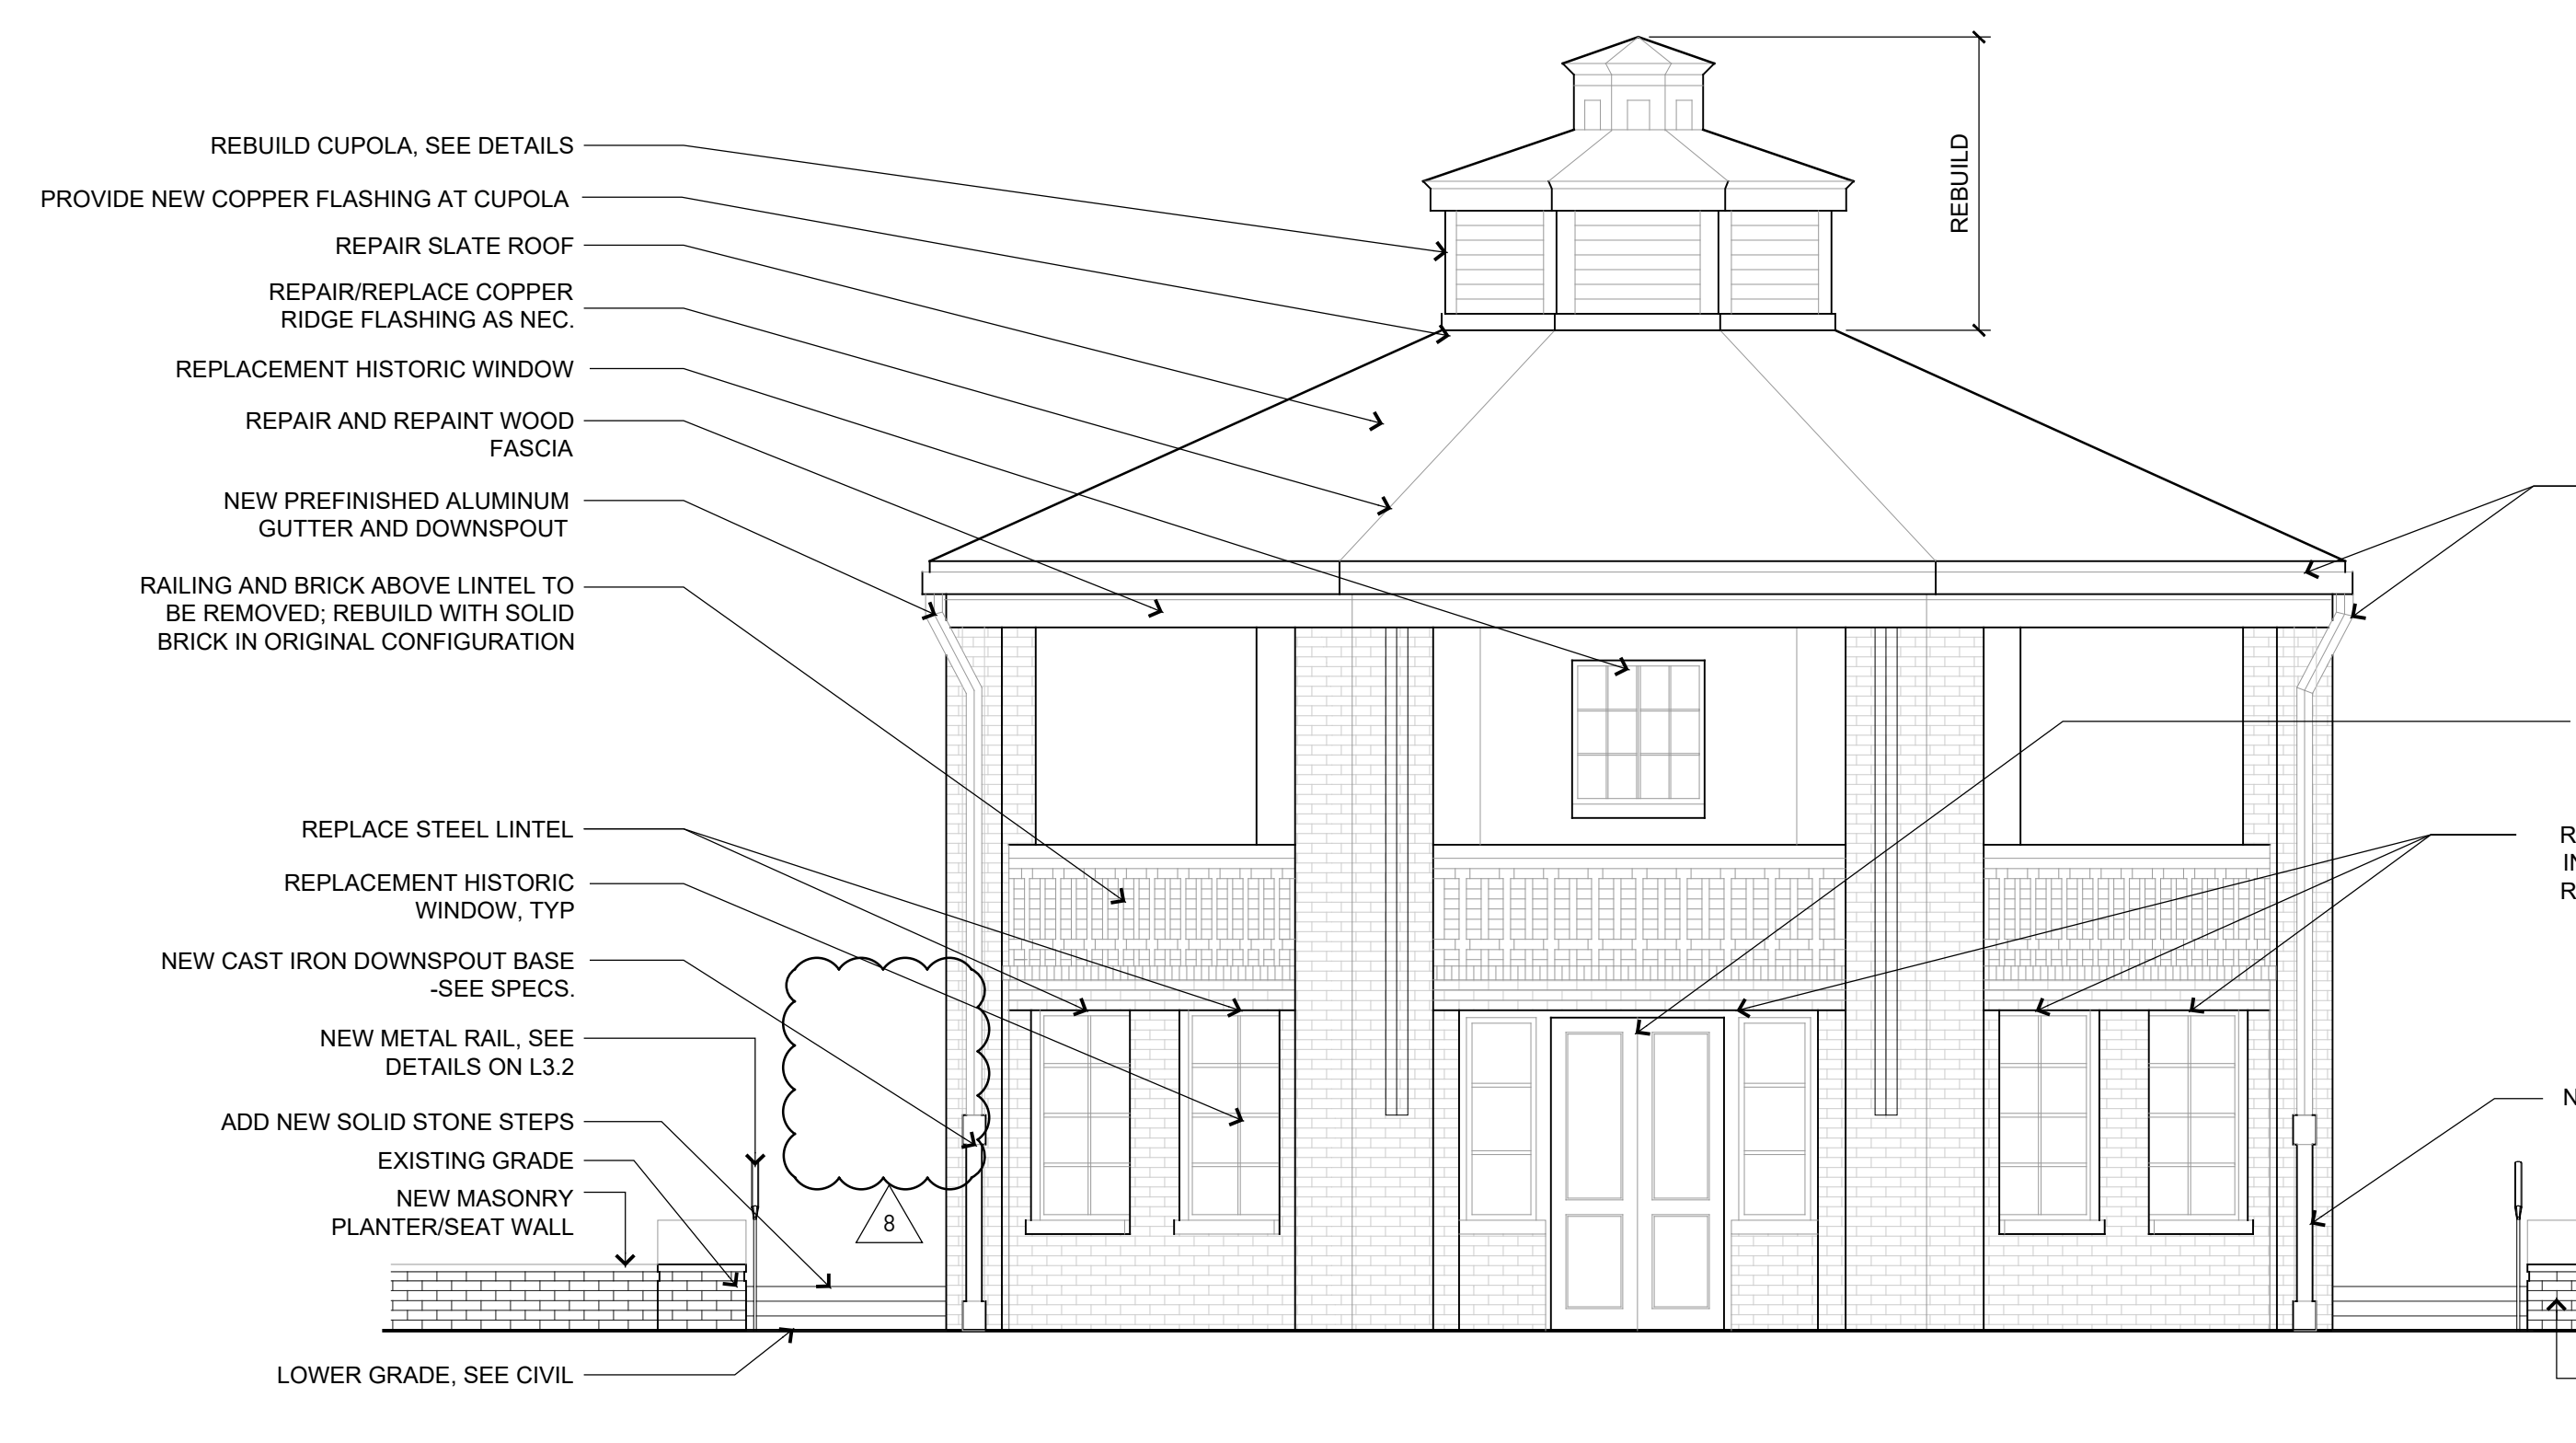 REBUILD CUPOLA, SEE DETAILS
PROVIDE NEW COPPER FLASHING AT CUPOLA
REPAIR SLATE ROOF
REPAIR/REPLACE COPPER
RIDGE FLASHING AS NEC.
REPLACEMENT HISTORIC WINDOW
REPAIR AND REPAINT WOOD
FASCIA
NEW PREFINISHED ALUMINUM
GUTTER AND DOWNSPOUT
RAILING AND BRICK ABOVE LINTEL TO
BE REMOVED; REBUILD WITH SOLID
BRICK IN ORIGINAL CONFIGURATION
REPLACE STEEL LINTEL
REPLACEMENT HISTORIC
WINDOW, TYP
NEW CAST IRON DOWNSPOUT BASE
-SEE SPECS.
NEW METAL RAIL, SEE
DETAILS ON L3.2
ADD NEW SOLID STONE STEPS
EXISTING GRADE
NEW MASONRY
PLANTER/SEAT WALL
LOWER GRADE, SEE CIVIL
8
REBUILD